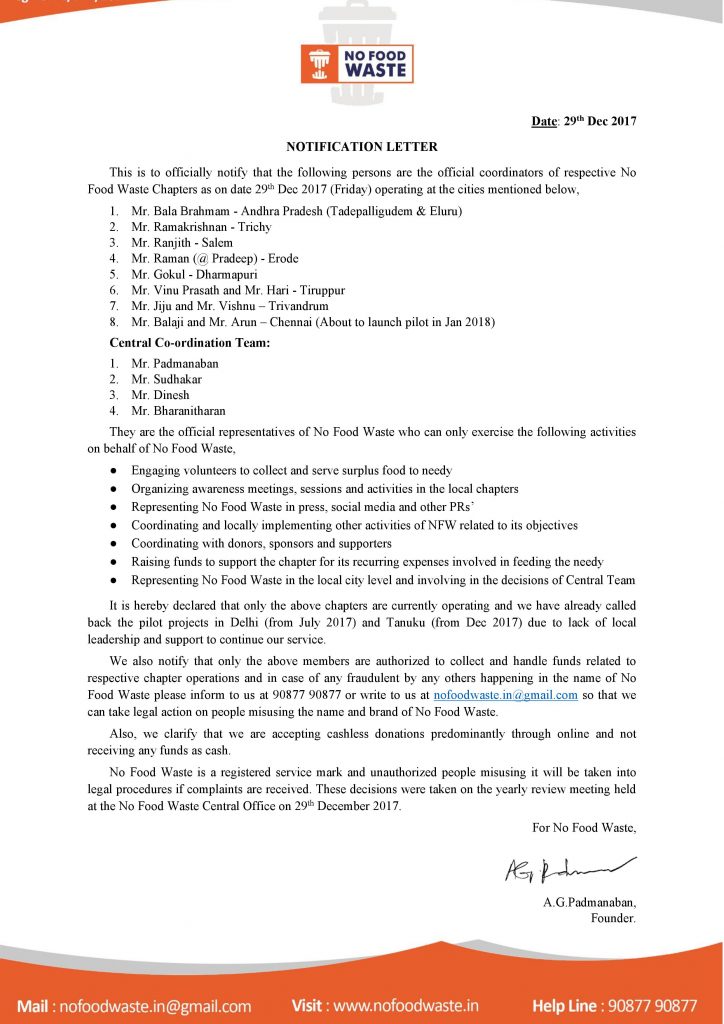 NO FOOD
WASTE
Date: 29th Dec 2017
NOTIFICATION LETTER
This is to officially notify that the following persons are the official coordinators of respective No
Food Waste Chapters as on date 29th Dec 2017 (Friday) operating at the cities mentioned below,
1. Mr. Bala Brahmam - Andhra Pradesh (Tadepalligudem & Eluru)
2. Mr. Ramakrishnan - Trichy
3. Mr. Ranjith - Salem
4. Mr. Raman (@ Pradeep) - Erode
5. Mr. Gokul - Dharmapuri
6. Mr. Vinu Prasath and Mr. Hari - Tiruppur
7. Mr. Jiju and Mr. Vishnu – Trivandrum
8. Mr. Balaji and Mr. Arun – Chennai (About to launch pilot in Jan 2018)
Central Co-ordination Team:
1. Mr. Padmanaban
2. Mr. Sudhakar
3. Mr. Dinesh
4. Mr. Bharanitharan
They are the official representatives of No Food Waste who can only exercise the following activities
on behalf of No Food Waste,
● Engaging volunteers to collect and serve surplus food to needy
● Organizing awareness meetings, sessions and activities in the local chapters
● Representing No Food Waste in press, social media and other PRs’
● Coordinating and locally implementing other activities of NFW related to its objectives
● Coordinating with donors, sponsors and supporters
● Raising funds to support the chapter for its recurring expenses involved in feeding the needy
● Representing No Food Waste in the local city level and involving in the decisions of Central Team
It is hereby declared that only the above chapters are currently operating and we have already called
back the pilot projects in Delhi (from July 2017) and Tanuku (from Dec 2017) due to lack of local
leadership and support to continue our service.
We also notify that only the above members are authorized to collect and handle funds related to
respective chapter operations and in case of any fraudulent by any others happening in the name of No
Food Waste please inform to us at 90877 90877 or write to us at nofoodwaste.in@gmail.com so that we
can take legal action on people misusing the name and brand of No Food Waste.
Also, we clarify that we are accepting cashless donations predominantly through online and not
receiving any funds as cash.
No Food Waste is a registered service mark and unauthorized people misusing it will be taken into
legal procedures if complaints are received. These decisions were taken on the yearly review meeting held
at the No Food Waste Central Office on 29th December 2017.
For No Food Waste,
A.G.Padmanaban,
Founder.
Mail : nofoodwaste.in@gmail.com Visit : www.nofoodwaste.in Help Line : 90877 90877